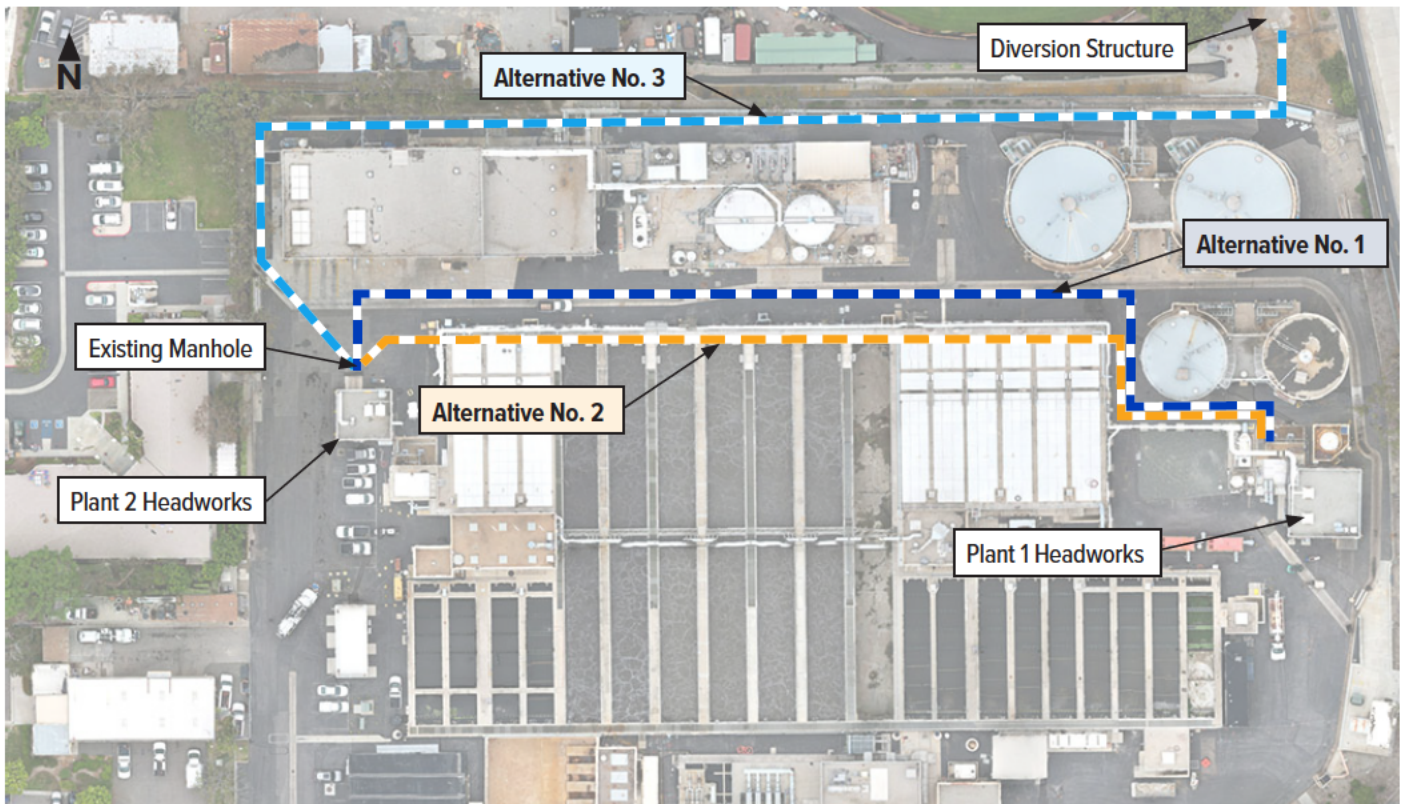 Diversion Structure
N
Alternative No. 3
Alternative No. 1
Existing Manhole
Alternative No. 2
Plant 2 Headworks
Plant 1 Headworks